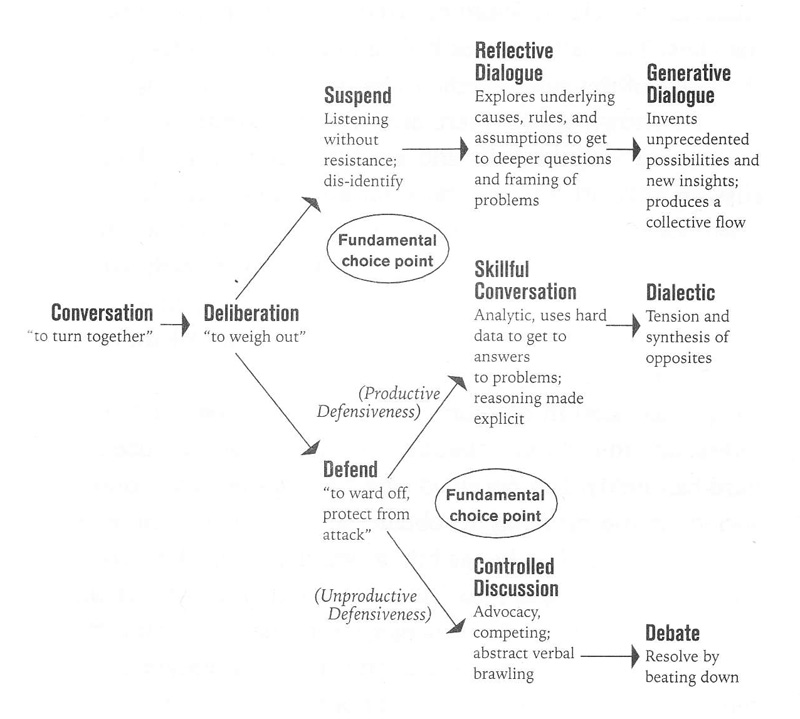 Conversation
"to turn together"
Deliberation
"to weigh out"
Suspend
Listening
without
resistance;
dis-identify
Reflective
Dialogue
Explores underlying
causes, rules, and
assumptions to get
to deeper questions
and framing of
problems
Generative
Dialogue
Invents
unprecedented
possibilities and
new insights;
produces a
collective flow
Fundamental
choice point
(Productive
Defensiveness)
Defend
"to ward off,
protect from
attack"
Skillful
Conversation
Analytic, uses hard
data to get to
answers
to problems;
reasoning made
explicit
Dialectic
Tension and
synthesis of
opposites
Fundamental
choice point
(Unproductive
Defensiveness)
Controlled
Discussion
Advocacy,
competing;
abstract verbal
brawling
Debate
Resolve by
beating down